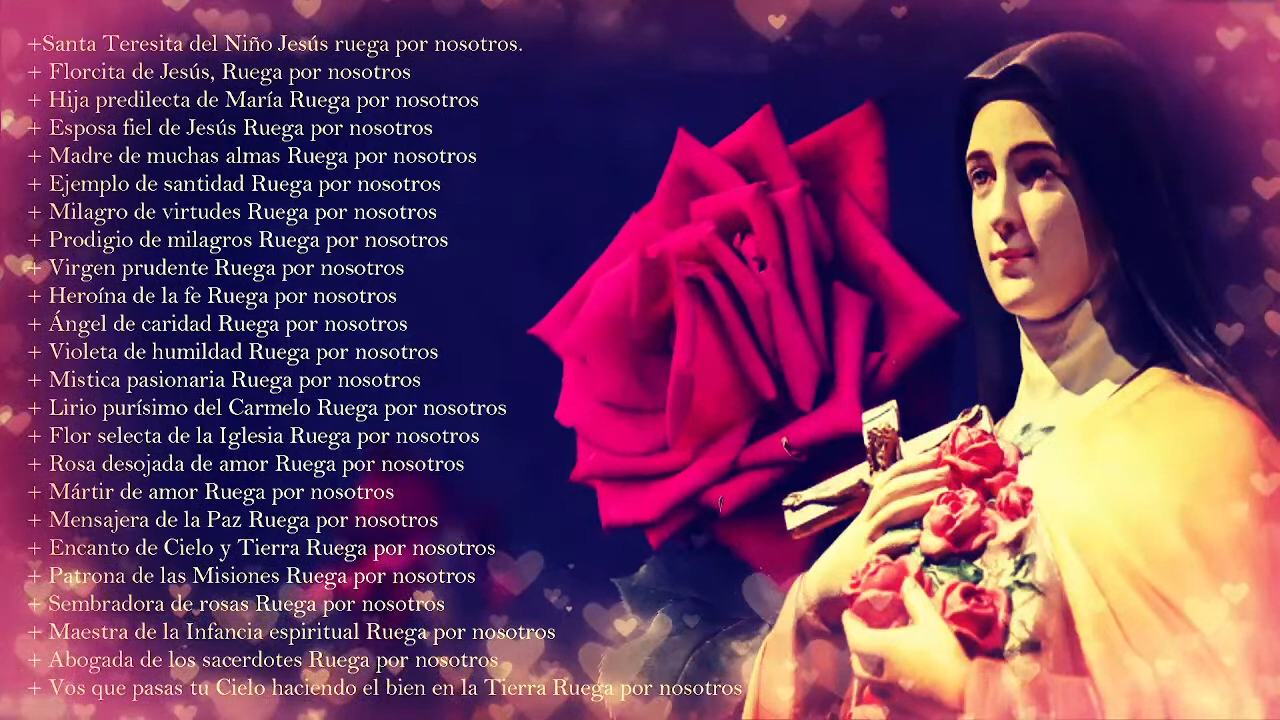 +Santa Teresita del Niño Jesús ruega por nosotros.
+ Florcita de Jesús, Ruega por nosotros
+ Hija predilecta de María Ruega por nosotros
+ Esposa fiel de Jesús Ruega por nosotros
+ Madre de muchas almas Ruega por nosotros
+ Ejemplo de santidad Ruega por nosotros
+ Milagro de virtudes Ruega por nosotros
+ Prodigio de milagros Ruega por nosotros
+ Virgen prudente Ruega por nosotros
+ Heroína de la fe Ruega por nosotros
+ Ángel de caridad Ruega por nosotros
+ Violeta de humildad Ruega por nosotros
+ Mistica pasionaria Ruega por nosotros
+ Lirio purísimo del Carmelo Ruega por nosotros
+ Flor selecta de la Iglesia Ruega por nosotros
+ Rosa desojada de amor Ruega por nosotros
+ Mártir de amor Ruega por nosotros
+ Mensajera de la Paz Ruega por nosotros
+ Encanto de Cielo y Tierra Ruega por nosotros
+ Patrona de las Misiones Ruega por nosotros
+ Sembradora de rosas Ruega por nosotros
+ Maestra de la Infancia espiritual Ruega por nosotros
+ Abogada de los sacerdotes Ruega por nosotros
+ Vos que pasas tu Cielo haciendo el bien en la Tierra Ruega por nosotros